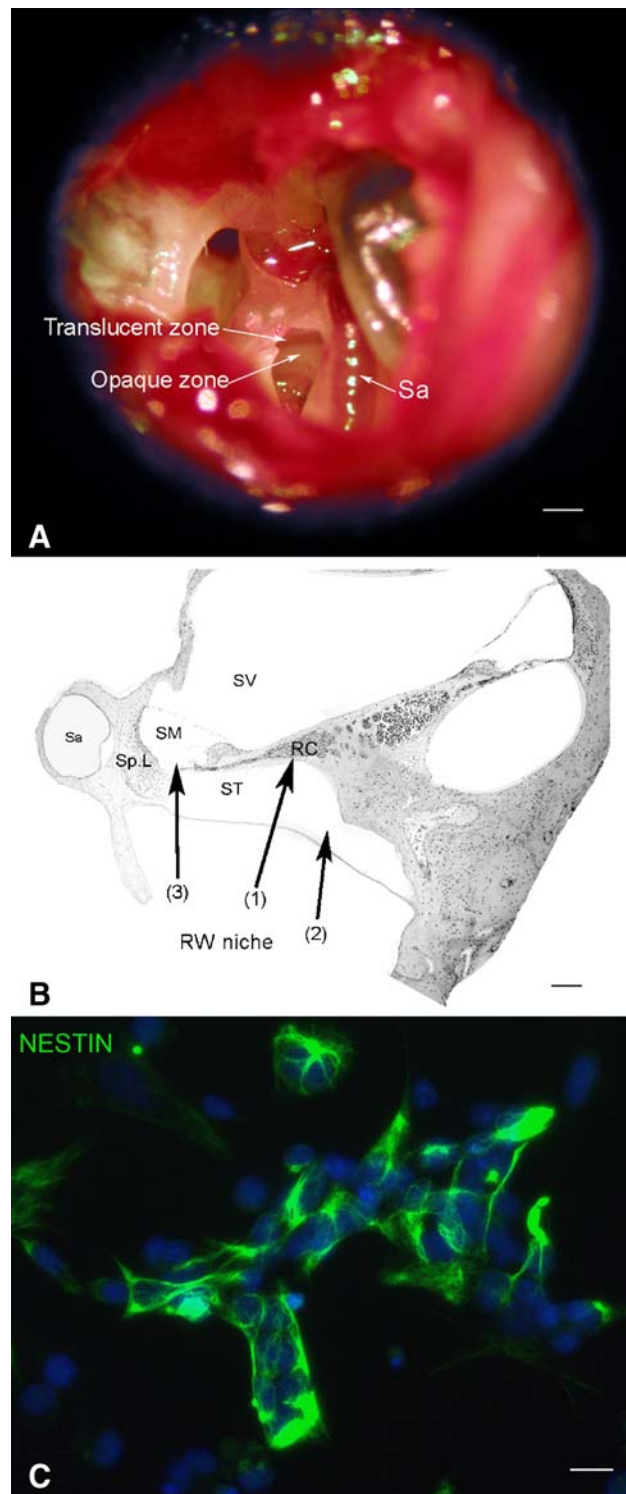 Translucent zone
Opaque zone
Sa
A
SV
SM
Sa
Sp.L
RC
ST
(3)
(1)
(2)
RW niche
B
NESTIN
C